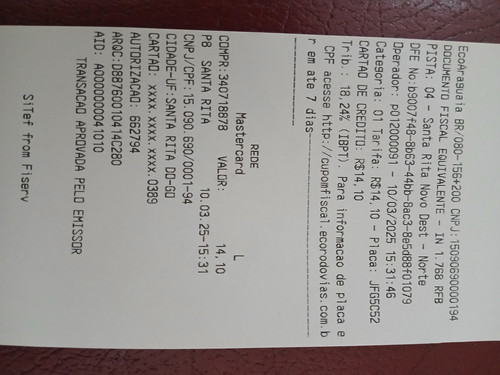 EcoAraguaia BR/080-156+200 CNPJ:15090690000194
DOCUMENTO FISCAL EQUIVALENTE - IN 1.768 RFB
PISTA: 04 - Santa Rita Novo Dest - Norte
DFE No:b9007f48-8b63-44bb-8ac3-8e5d88f01079
Operador: p012000091 - 10/03/2025 15:31:46
Categoria: 01 Tarifa: R$14,10 - Placa: JFG5C52
CARTAO DE CREDITO: R$14,10
Trib.: 18,24% (IBPT). Para informacao de placa e
CPF acesse http://cupomfiscal.ecorodovias.com.b
r em ate 7 dias
REDE
Mastercard L
COMPR:340718878 VALOR: 14,10
P8 SANTA RITA 10.03.25-15:31
CNPJ/CPF:15.090.690/0001-94
CIDADE-UF:SANTA RITA DO-GO
CARTAO: xxxx.xxxx.xxxx.0389
AUTORIZACAO: 662794
ARQC:D8876D010414C280
AID: A0000000041010
TRANSACAO APROVADA PELO EMISSOR
SiTef from Fiserv